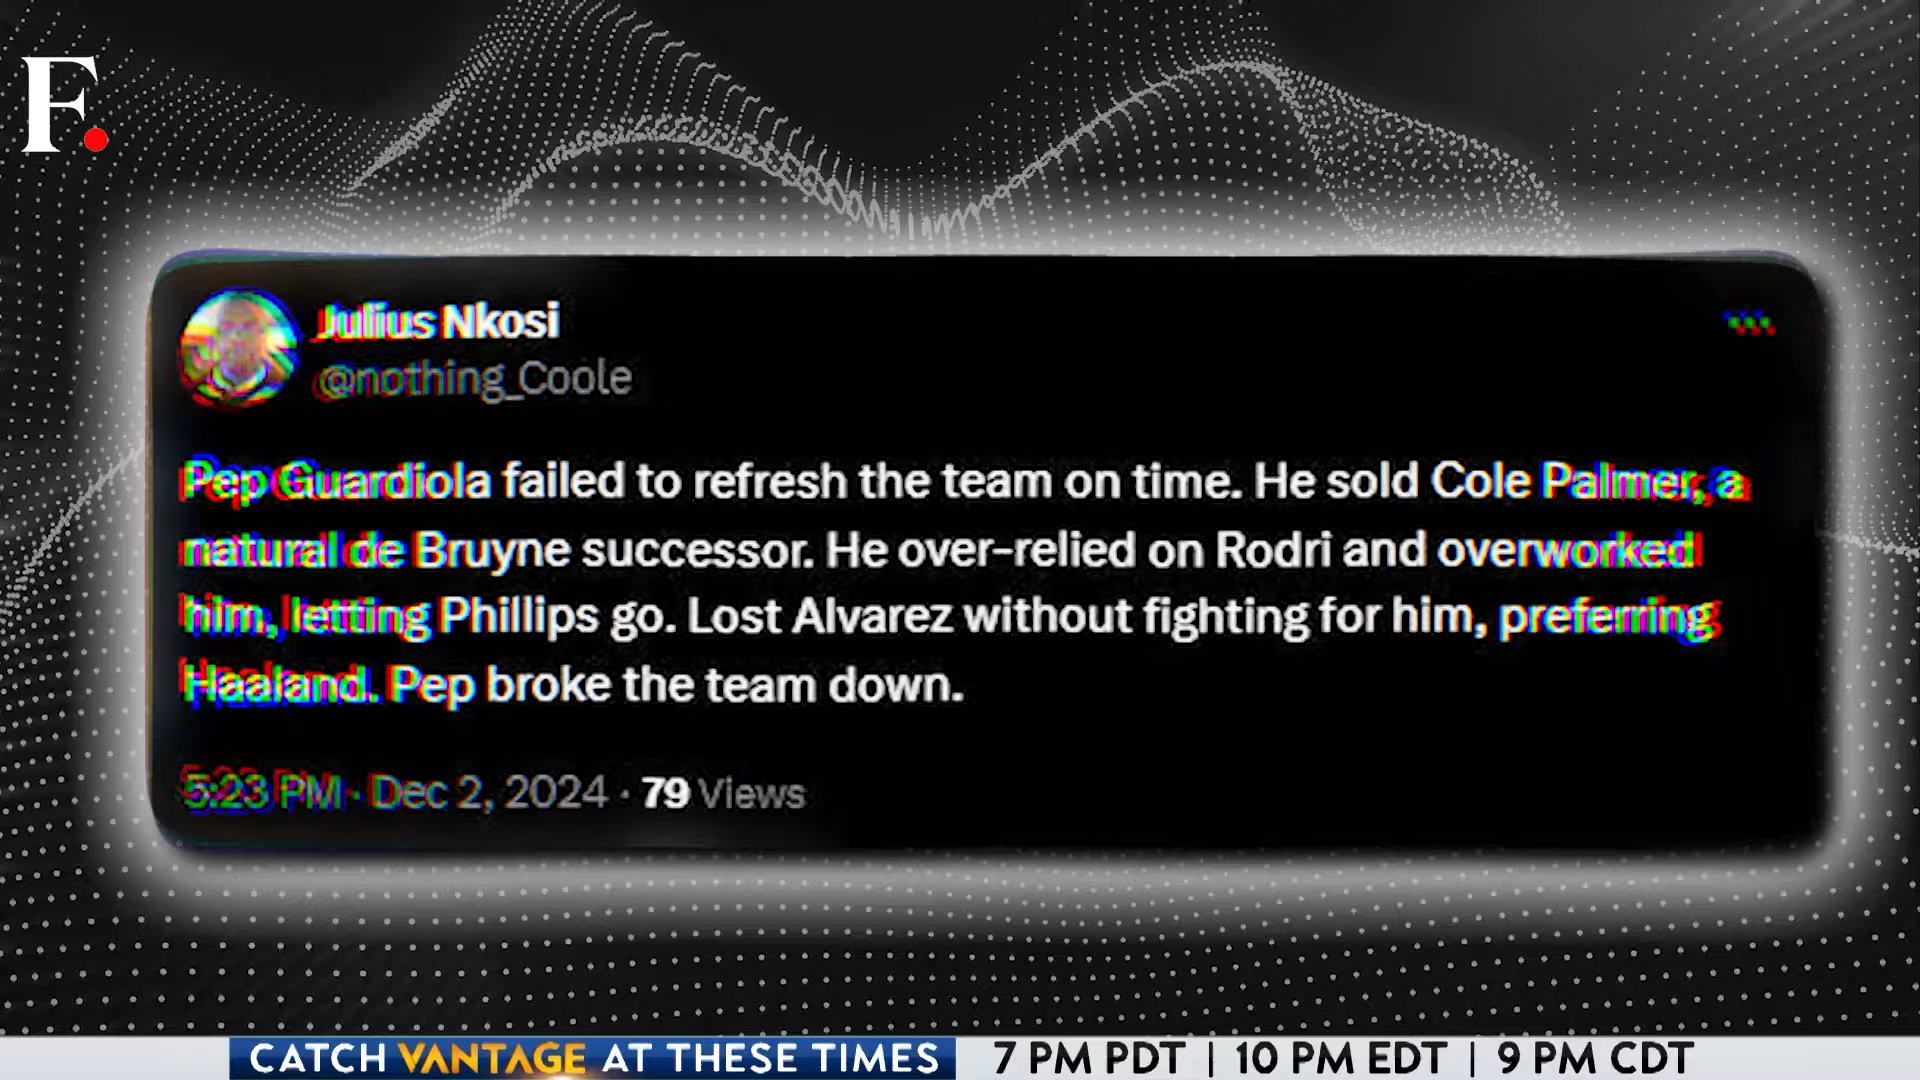 F
Julius Nkosi
@nothing_Coole
Pep Guardiola failed to refresh the team on time. He sold Cole Palmer, a
natural de Bruyne successor. He over-relied on Rodri and overworked
him, letting Phillips go. Lost Alvarez without fighting for him, preferring
Haaland. Pep broke the team down.
5:23 PM · Dec 2, 2024 · 79 Views
CATCH VANTAGE AT THESE TIMES 7 PM PDT | 10 PM EDT | 9 PM CDT